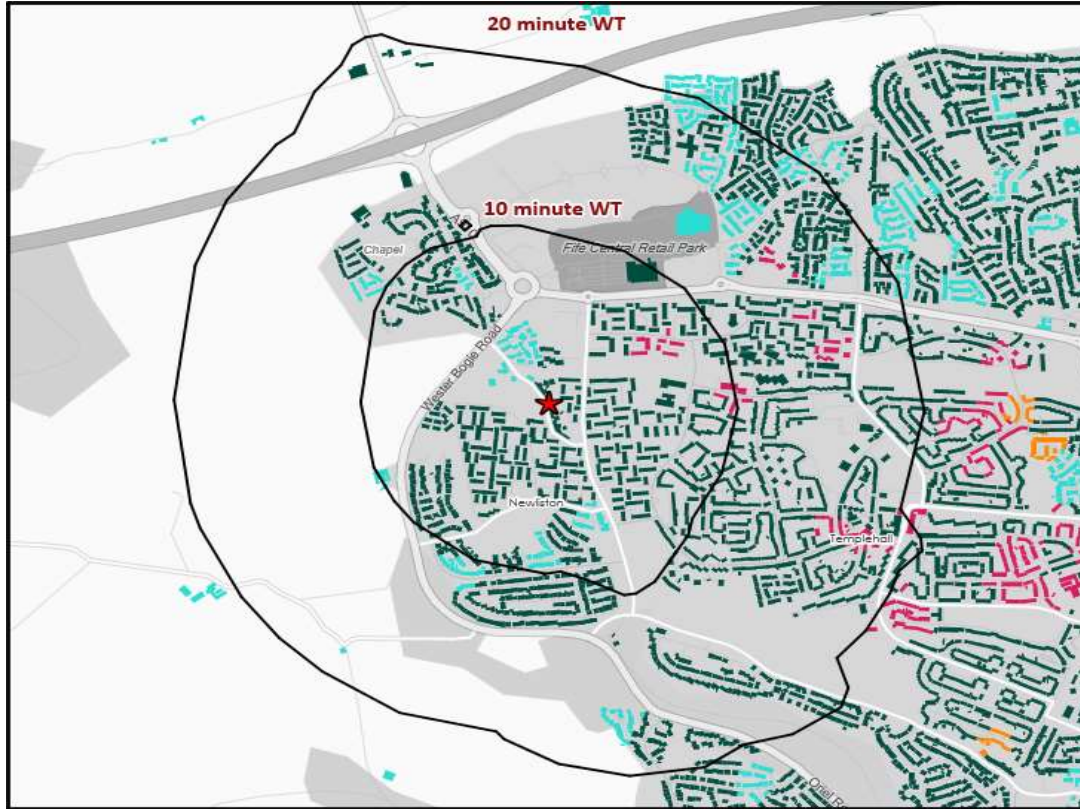 20 minute WT
10 minute WT
Chapel
Fife Central Retail Park
Wester Bogie Road
Newliston
Templehall